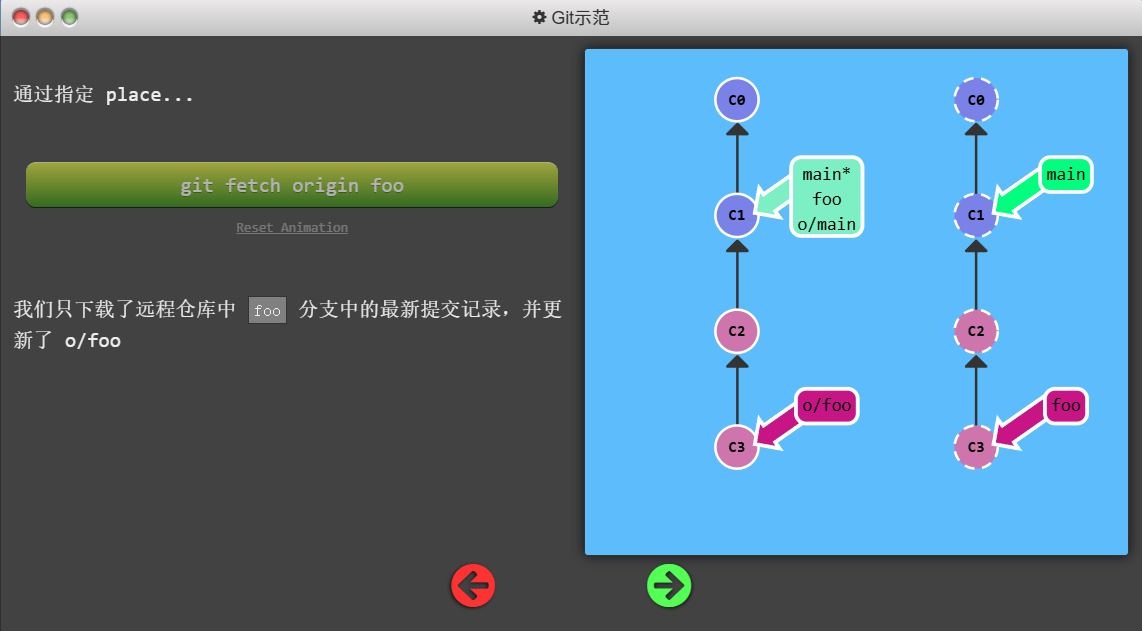 Git示范
通过指定 place...
git fetch origin foo
Reset Animation
我们只下载了远程仓库中 foo 分支中的最新提交记录，并更
新了 o/foo
C0
main*
foo
o/main
C1
C2
o/foo
C3
C0
main
C1
C2
foo
C3